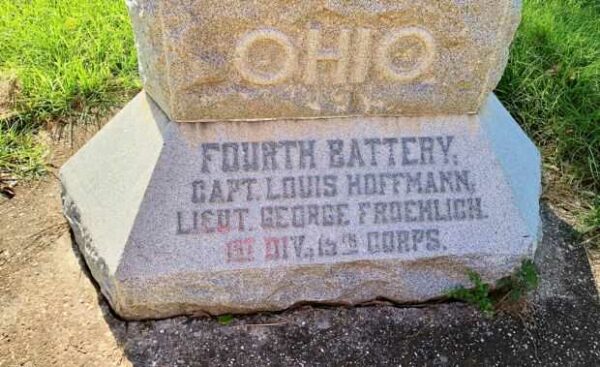 OHIO
FOURTH BATTERY,
CAPT. LOUIS HOFFMANN,
LIEUT. GEORGE FROEHLICH.
1ST DIV., 15TH CORPS.